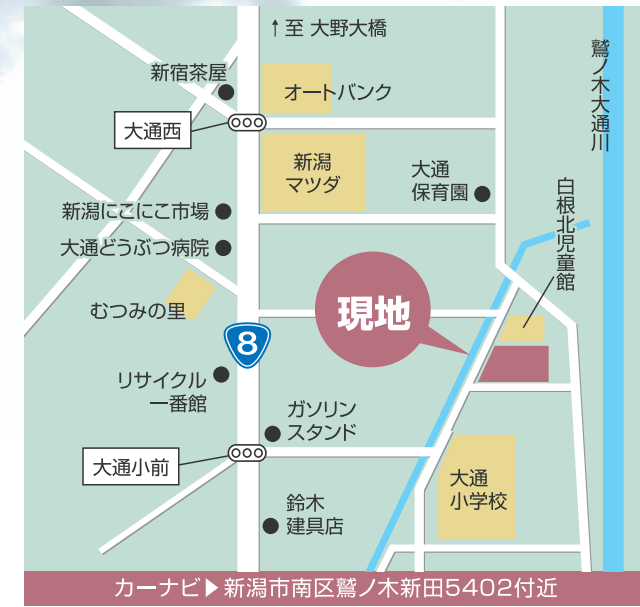 ↑至 大野大橋
新宿茶屋
オートバンク
大通西
新潟
マツダ
大通
保育園
鷲ノ木大通川
白根北児童館
新潟にこにこ市場
大通どうぶつ病院
むつみの里
現地
8
リサイクル
一番館
ガソリン
スタンド
大通小前
大通
小学校
鈴木
建具店
カーナビ▶新潟市南区鷲ノ木新田5402付近